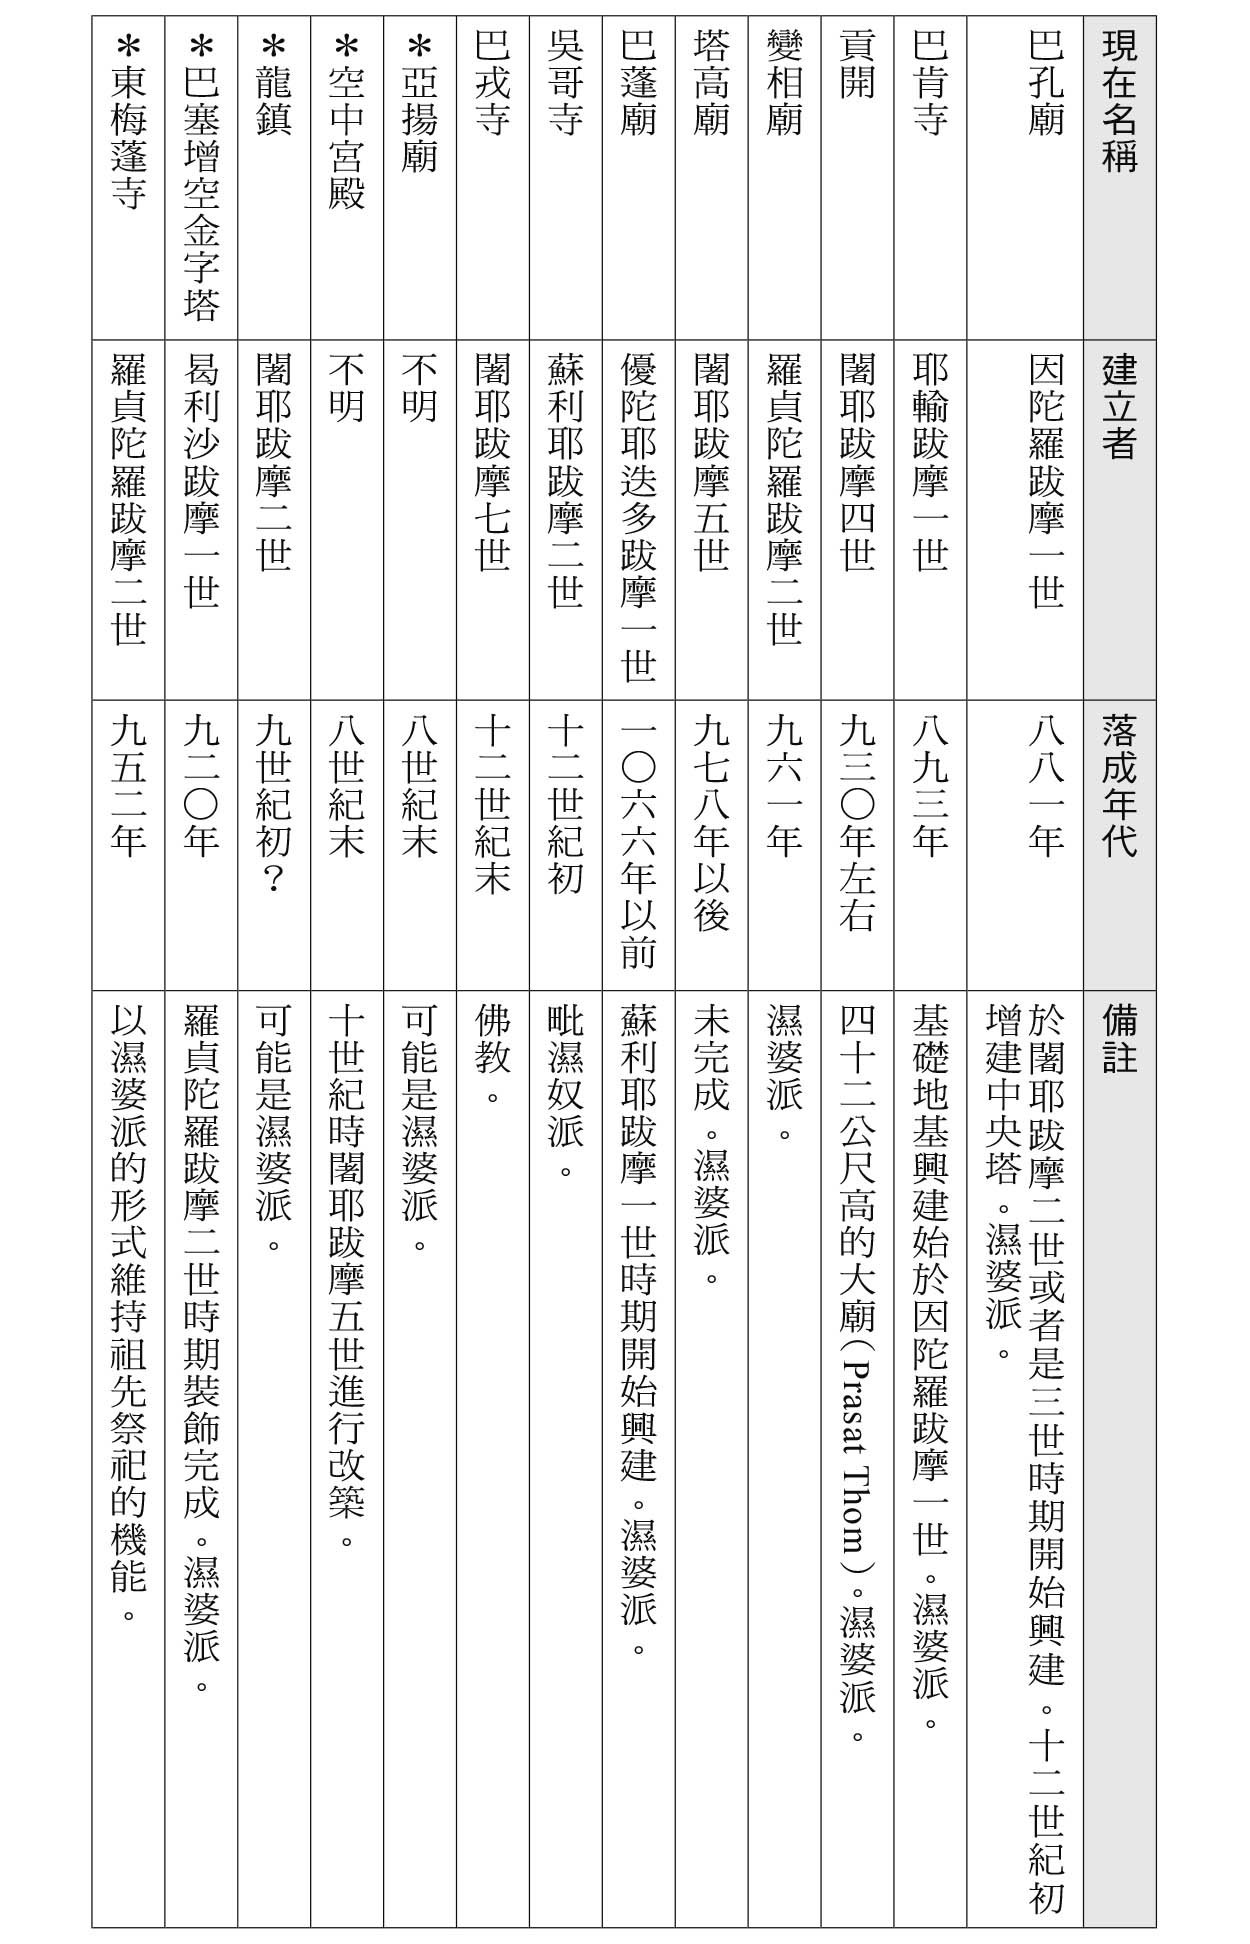 現在名稱
建立者
落成年代
備註
巴孔廟
因陀羅跋摩一世
八八一年
於闍耶跋摩二世或者是三世時期開始興建。十二世紀初
增建中央塔。濕婆派。
巴肯寺
耶輸跋摩一世
八九三年
基礎地基興建始於因陀羅跋摩一世。濕婆派。
貢開
闍耶跋摩四世
九三〇年左右
四十二公尺高的大廟(Prasat Thom)。濕婆派。
變相廟
羅貞陀羅跋摩二世
九六一年
濕婆派。
塔高廟
闍耶跋摩五世
九七八年以後
未完成。濕婆派。
巴蓬廟
優陀耶迭多跋摩一世
一〇六六年以前
蘇利耶跋摩一世時期開始興建。濕婆派。
吳哥寺
蘇利耶跋摩二世
十二世紀初
毗濕奴派。
巴戎寺
闍耶跋摩七世
十二世紀末
佛教。
＊亞揚廟
不明
八世紀末
可能是濕婆派。
＊空中宮殿
不明
八世紀末
十世紀時闍耶跋摩五世進行改築。
＊龍鎮
闍耶跋摩二世
九世紀初？
可能是濕婆派。
＊巴塞增空金字塔
曷利沙跋摩一世
九二〇年
羅貞陀羅跋摩二世時期裝飾完成。濕婆派。
＊東梅蓬寺
羅貞陀羅跋摩二世
九五二年
以濕婆派的形式維持祖先祭祀的機能。